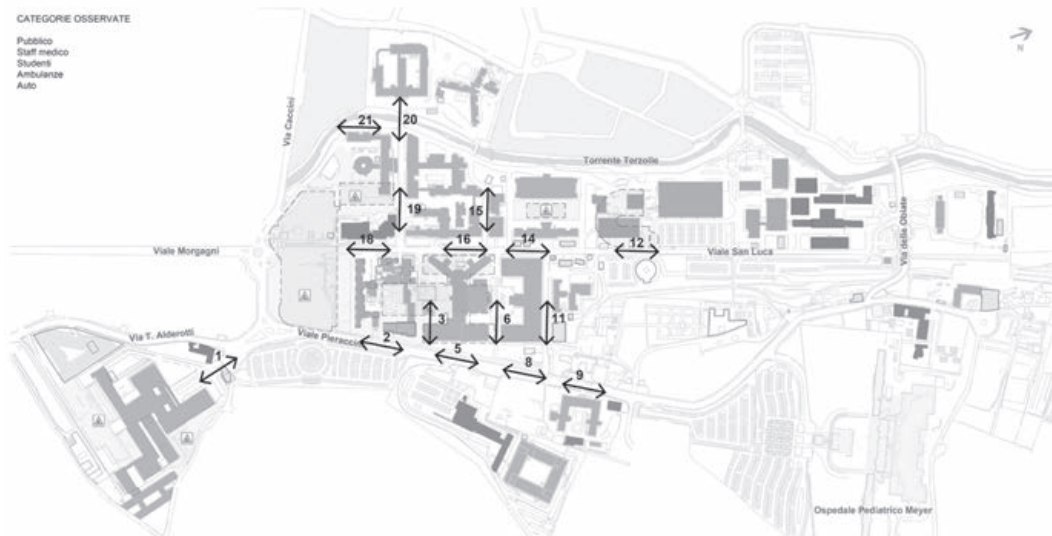 CATEGORIE OSSERVATE
Pubblico
Staff medico
Studenti
Ambulanze
Auto
N
Via Caccini
21
20
Torrente Terzolle
19
15
18
16
14
12
Viale Morgagni
Viale San Luca
Via delle Oblate
3
6
11
Via T. Alderotti
Viale Pieraccini
2
1
5
8
9
Ospedale Pediatrico Meyer